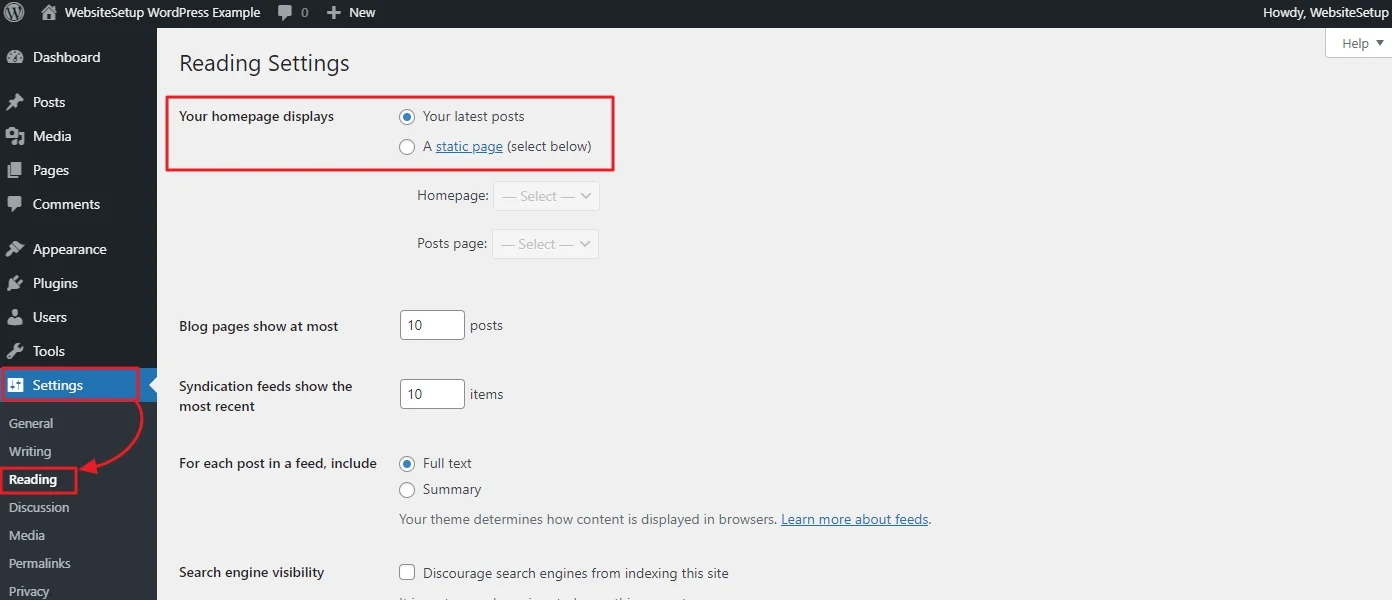 WebsiteSetup WordPress Example 0 New Howdy, WebsiteSetup
Help
Dashboard
Posts
Media
Pages
Comments
Appearance
Plugins
Users
Tools
Settings
General
Writing
Reading
Discussion
Media
Permalinks
Privacy
Reading Settings
Your homepage displays
Your latest posts
A static page (select below)
Homepage: — Select —
Posts page: — Select —
Blog pages show at most 10 posts
Syndication feeds show the
most recent
10 items
For each post in a feed, include
Full text
Summary
Your theme determines how content is displayed in browsers. Learn more about feeds.
Search engine visibility
Discourage search engines from indexing this site